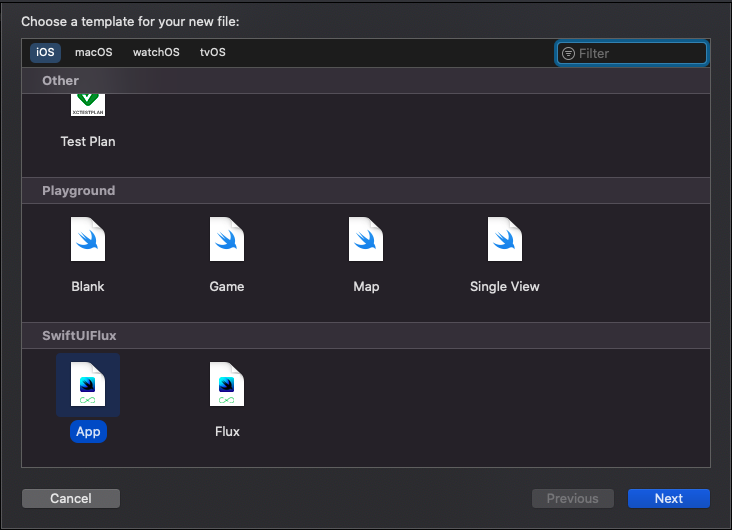 Choose a template for your new file:
iOS macOS watchOS tvOS Filter
Other
XCTESTPLAN
Test Plan
Playground
Blank Game Map Single View
SwiftUIFlux
App Flux
Cancel Previous Next